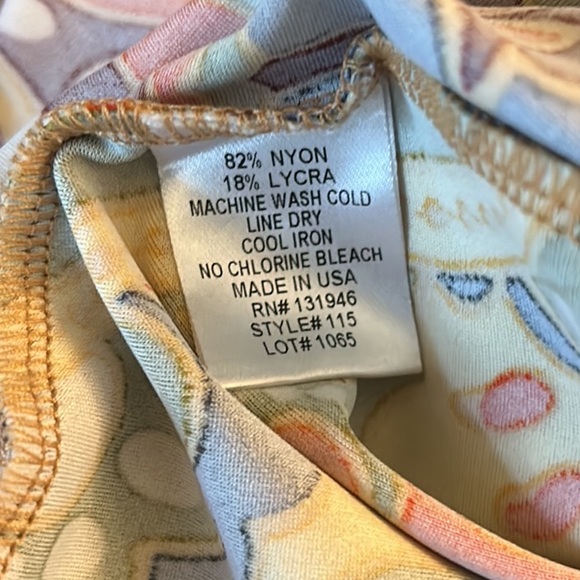 82% NYON
18% LYCRA
MACHINE WASH COLD
LINE DRY
COOL IRON
NO CHLORINE BLEACH
MADE IN USA
RN# 131946
STYLE# 115
LOT# 1065